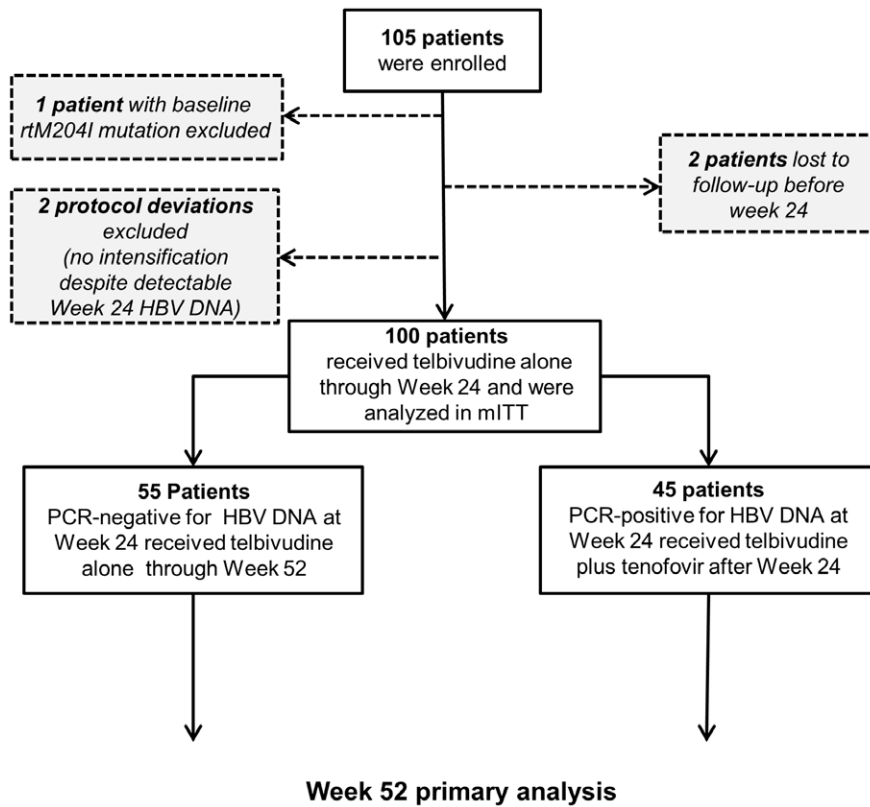 105 patients
were enrolled
1 patient with baseline
rtM204I mutation excluded
2 patients lost to
follow-up before
week 24
2 protocol deviations
excluded
(no intensification
despite detectable
Week 24 HBV DNA)
100 patients
received telbivudine alone
through Week 24 and were
analyzed in mITT
55 Patients
PCR-negative for HBV DNA at
Week 24 received telbivudine
alone through Week 52
45 patients
PCR-positive for HBV DNA at
Week 24 received telbivudine
plus tenofovir after Week 24
Week 52 primary analysis